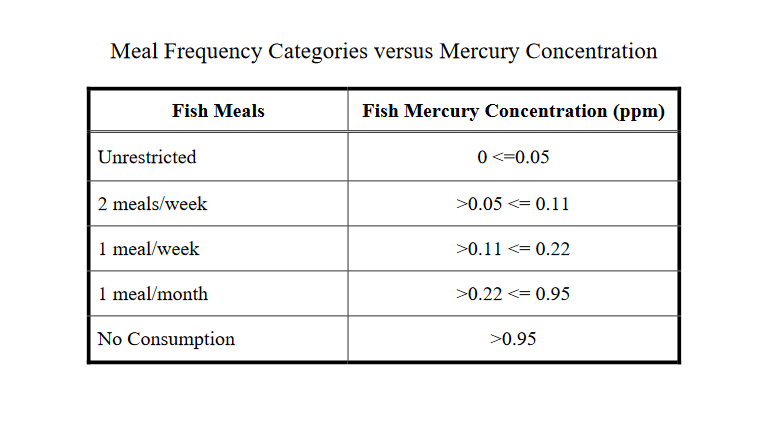 Meal Frequency Categories versus Mercury Concentration
Fish Meals Fish Mercury Concentration (ppm)
Unrestricted 0 <=0.05
2 meals/week >0.05 <= 0.11
1 meal/week >0.11 <= 0.22
1 meal/month >0.22 <= 0.95
No Consumption >0.95